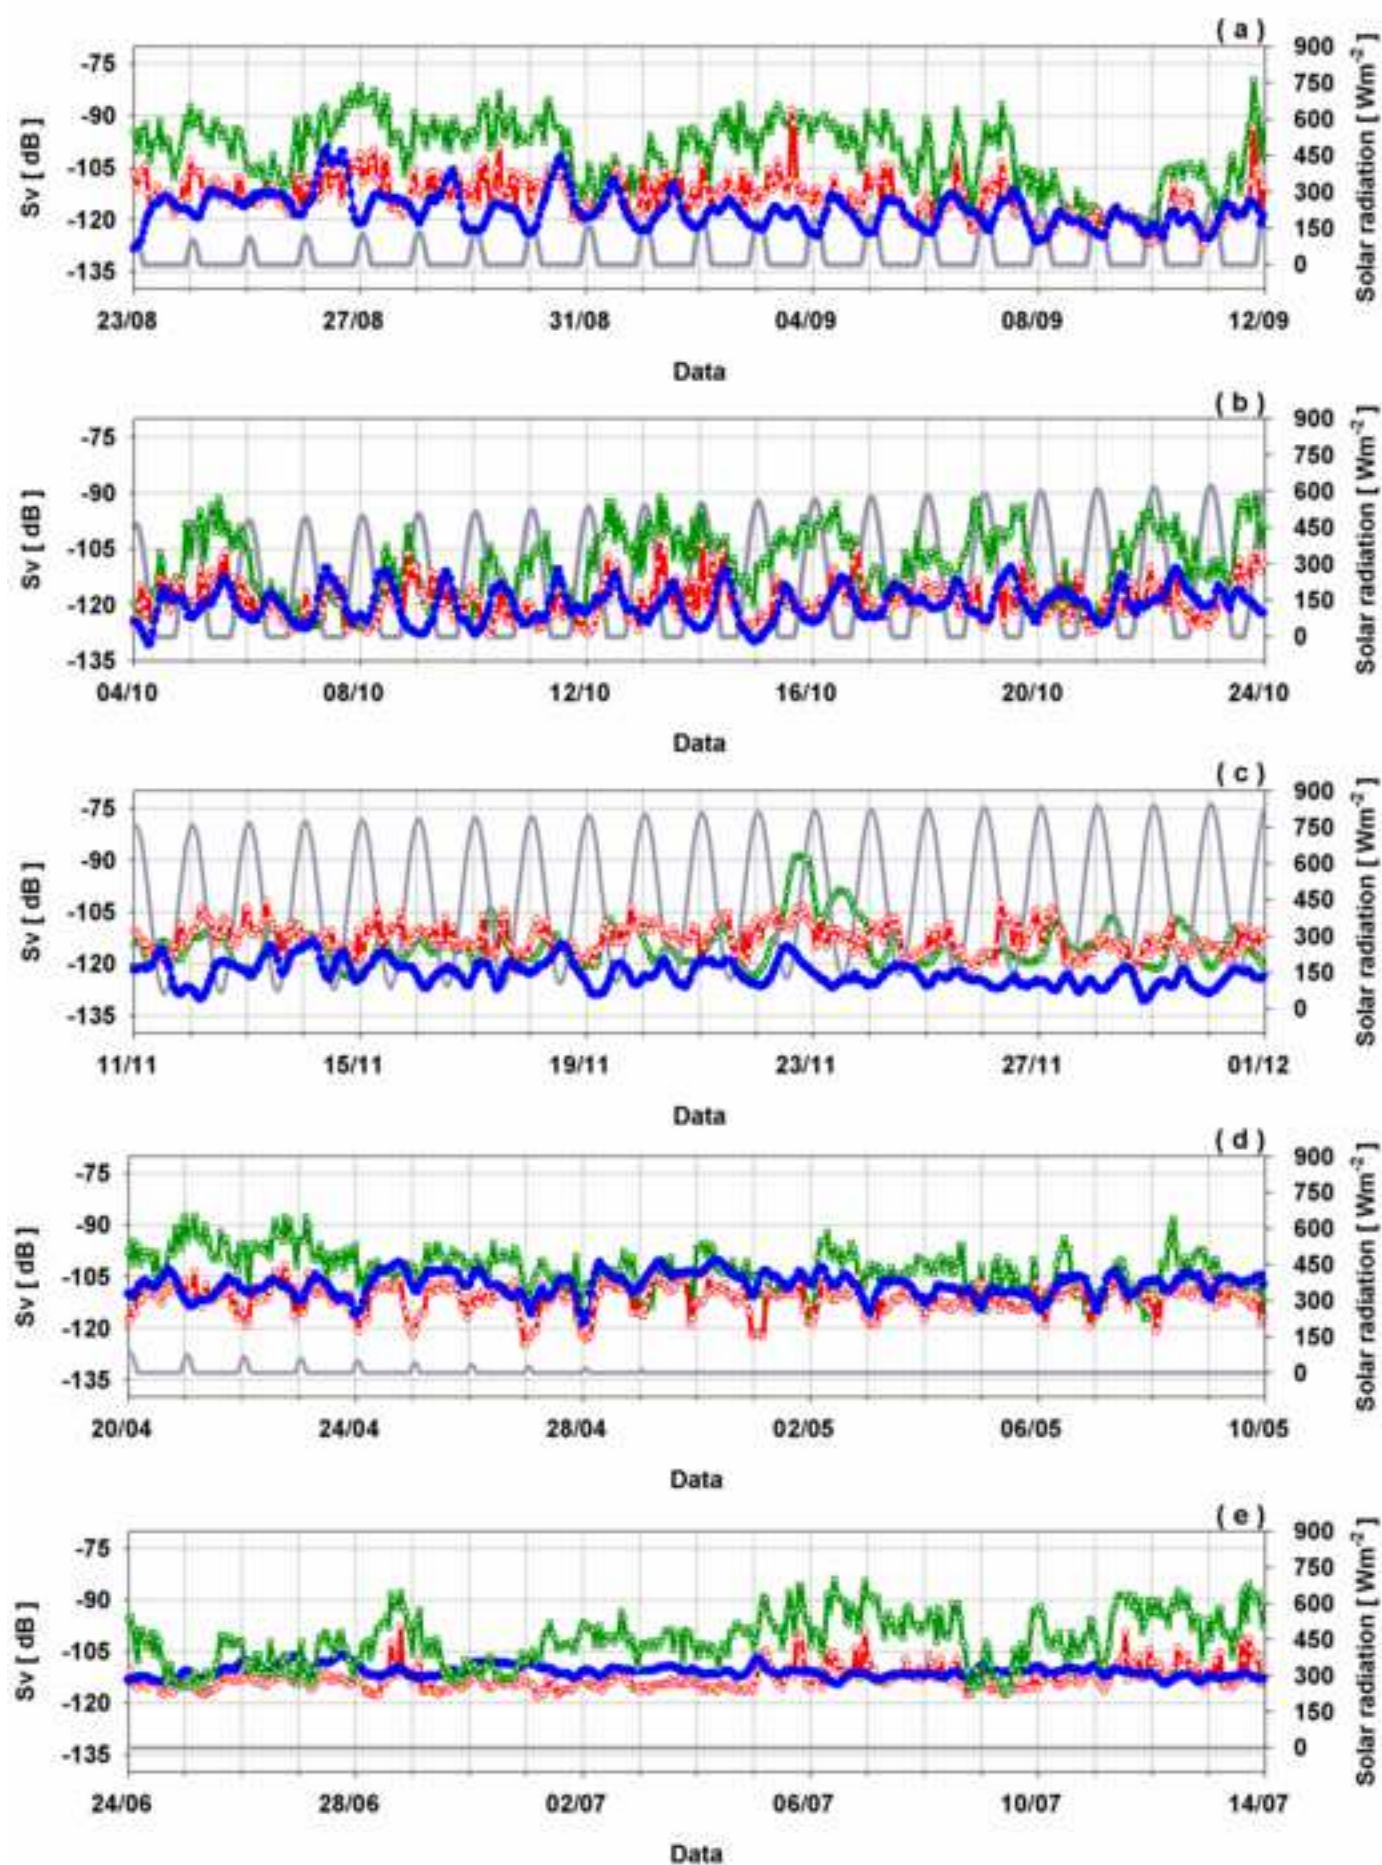 ( a )
-75
-90
-105
-120
-135
Sv [ dB ]
900
750
600
450
300
150
0
Solar radiation [ Wm-2 ]
23/08 27/08 31/08 04/09 08/09 12/09
Data
( b )
-75
-90
-105
-120
-135
Sv [ dB ]
900
750
600
450
300
150
0
Solar radiation [ Wm-2 ]
04/10 08/10 12/10 16/10 20/10 24/10
Data
( c )
-75
-90
-105
-120
-135
Sv [ dB ]
900
750
600
450
300
150
0
Solar radiation [ Wm-2 ]
11/11 15/11 19/11 23/11 27/11 01/12
Data
( d )
-75
-90
-105
-120
-135
Sv [ dB ]
900
750
600
450
300
150
0
Solar radiation [ Wm-2 ]
20/04 24/04 28/04 02/05 06/05 10/05
Data
( e )
-75
-90
-105
-120
-135
Sv [ dB ]
900
750
600
450
300
150
0
Solar radiation [ Wm-2 ]
24/06 28/06 02/07 06/07 10/07 14/07
Data